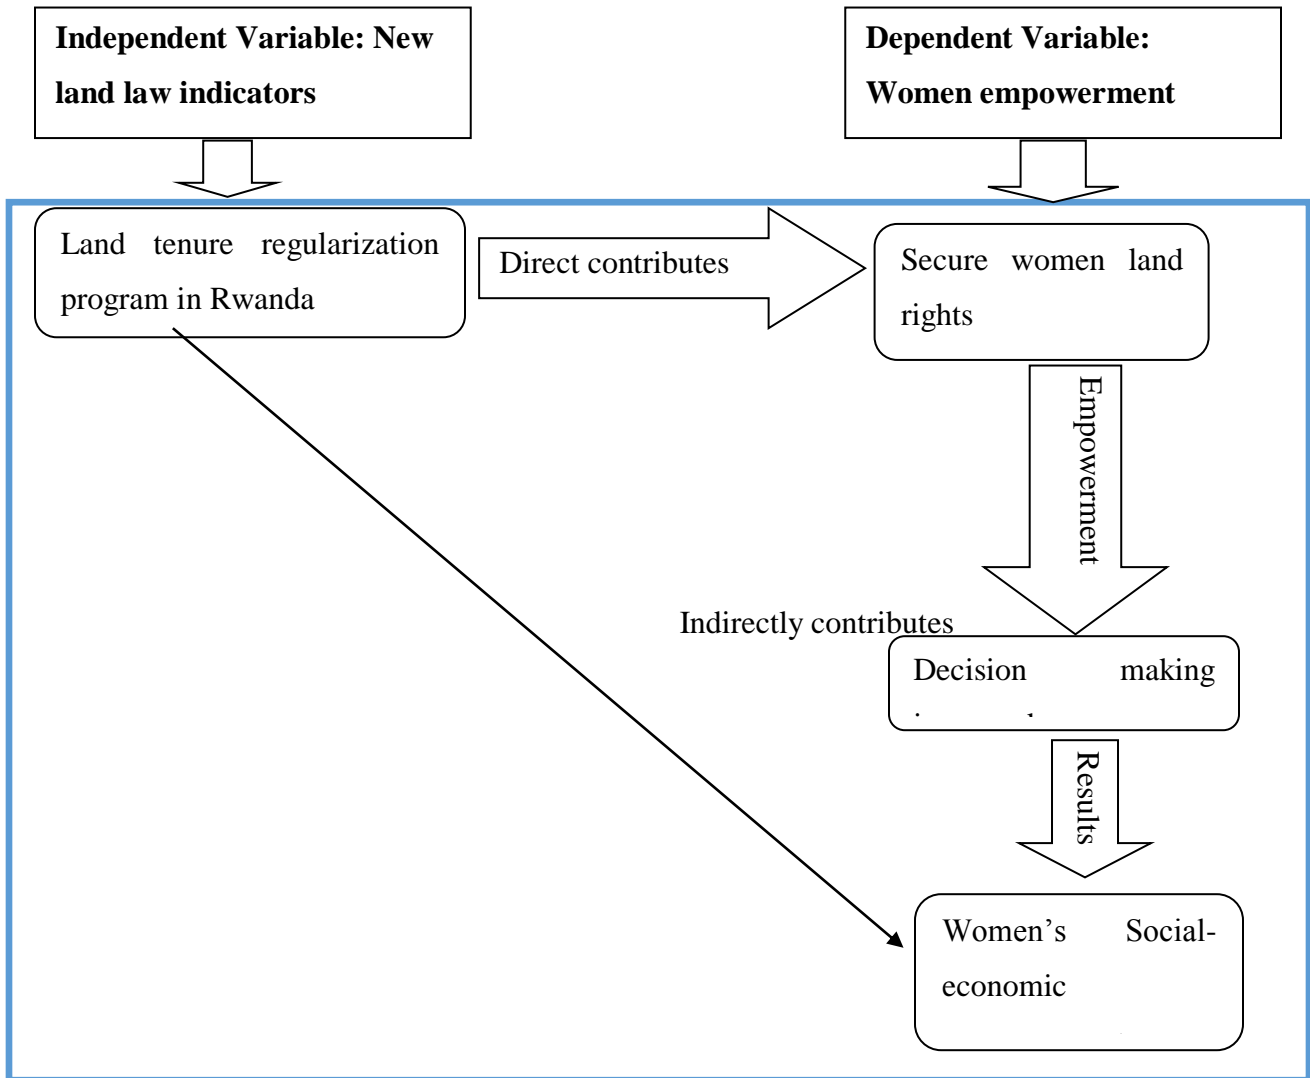 Independent Variable: New
land law indicators
Dependent Variable:
Women empowerment
Land tenure regularization
program in Rwanda
Direct contributes
Secure women land
rights
Empowerment
Indirectly contributes
Decision making
Results
Women’s Social-
economic